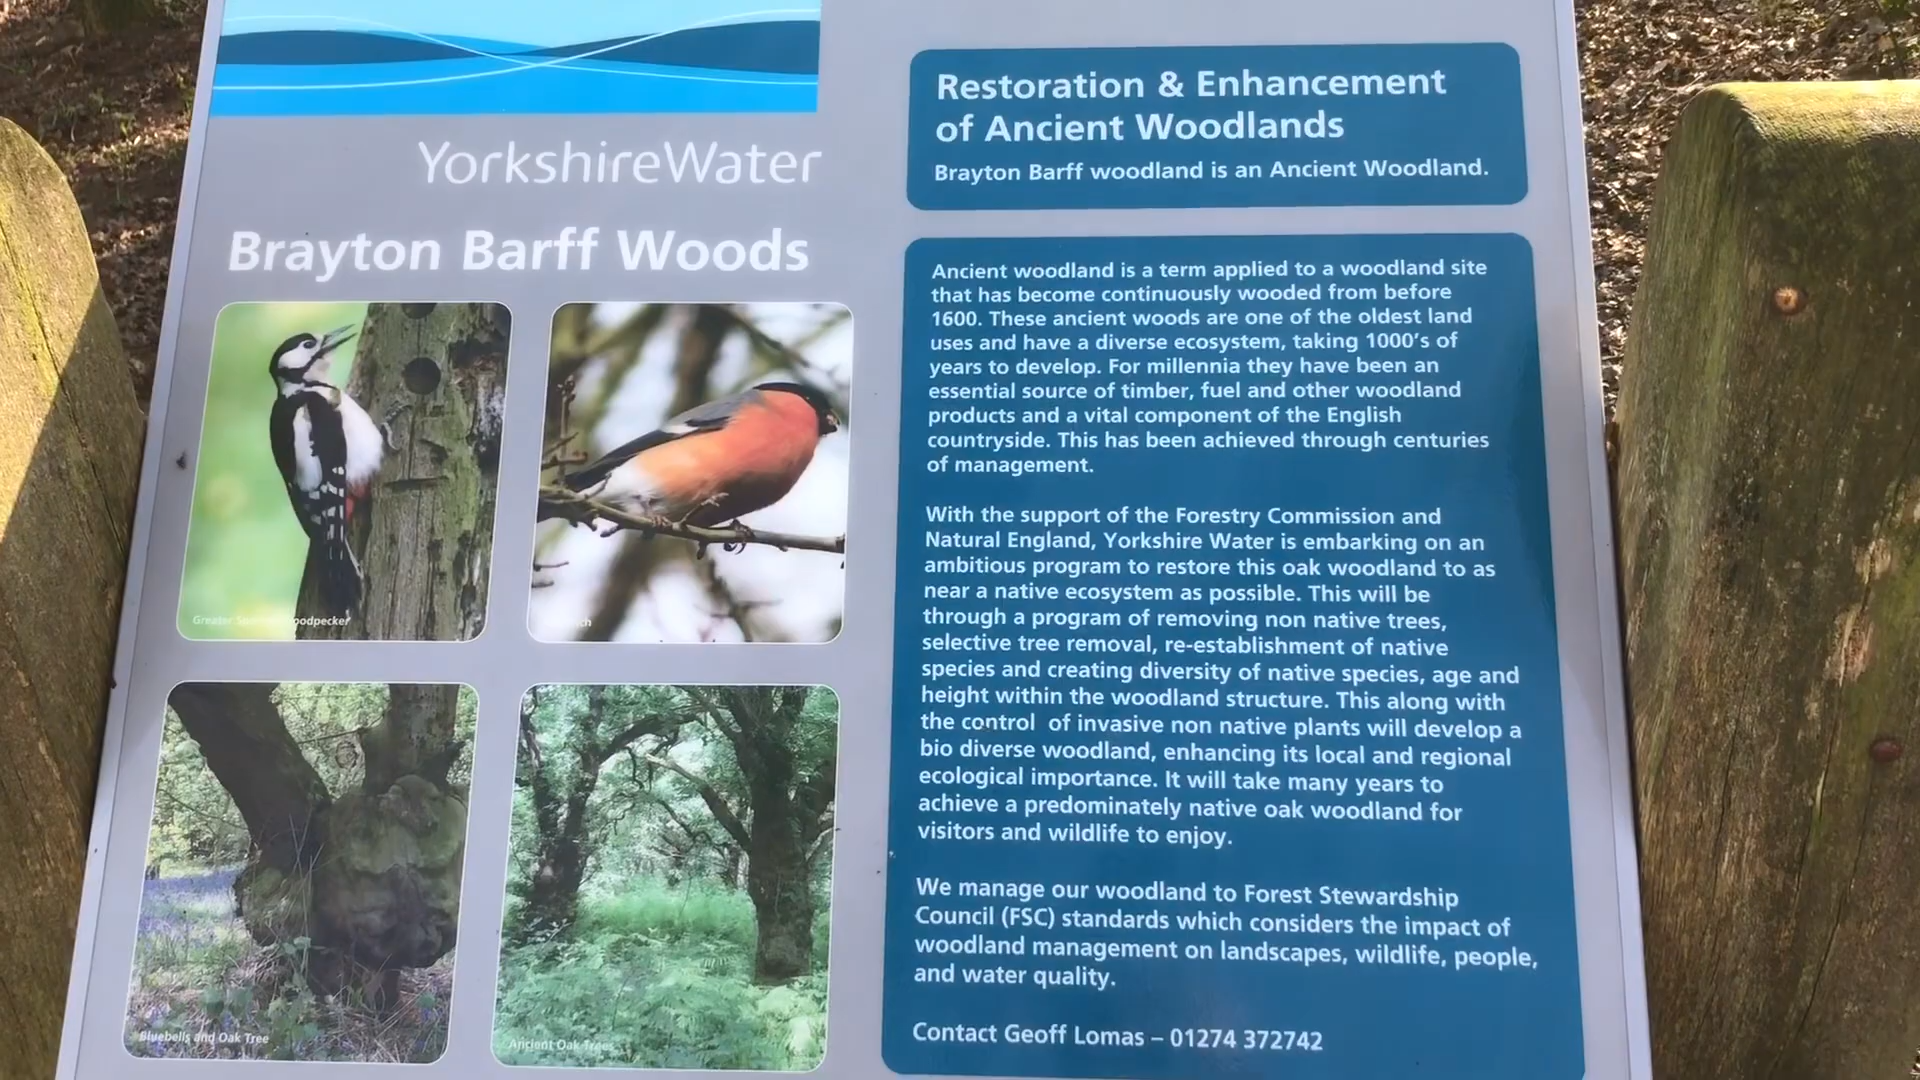 YorkshireWater
Brayton Barff Woods
Greater Spotted Woodpecker
Bluebells and Oak Tree
Ancient Oak Trees
Restoration & Enhancement
of Ancient Woodlands
Brayton Barff woodland is an Ancient Woodland.
Ancient woodland is a term applied to a woodland site
that has become continuously wooded from before
1600. These ancient woods are one of the oldest land
uses and have a diverse ecosystem, taking 1000's of
years to develop. For millennia they have been an
essential source of timber, fuel and other woodland
products and a vital component of the English
countryside. This has been achieved through centuries
of management.
With the support of the Forestry Commission and
Natural England, Yorkshire Water is embarking on an
ambitious program to restore this oak woodland to as
near a native ecosystem as possible. This will be
through a program of removing non native trees,
selective tree removal, re-establishment of native
species and creating diversity of native species, age and
height within the woodland structure. This along with
the control of invasive non native plants will develop a
bio diverse woodland, enhancing its local and regional
ecological importance. It will take many years to
achieve a predominately native oak woodland for
visitors and wildlife to enjoy.
We manage our woodland to Forest Stewardship
Council (FSC) standards which considers the impact of
woodland management on landscapes, wildlife, people,
and water quality.
Contact Geoff Lomas – 01274 372742